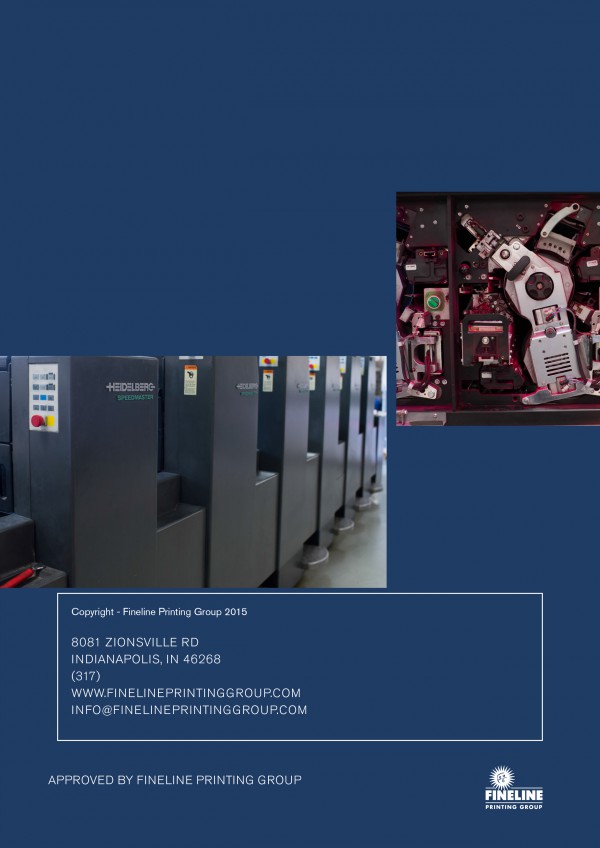 HEIDELBERG
SPEEDMASTER
Copyright - Fineline Printing Group 2015
8081 ZIONSVILLE RD
INDIANAPOLIS, IN 46268
(317)
WWW.FINELINEPRINTINGGROUP.COM
INFO@FINELINEPRINTINGGROUP.COM
APPROVED BY FINELINE PRINTING GROUP
FINELINE
PRINTING GROUP